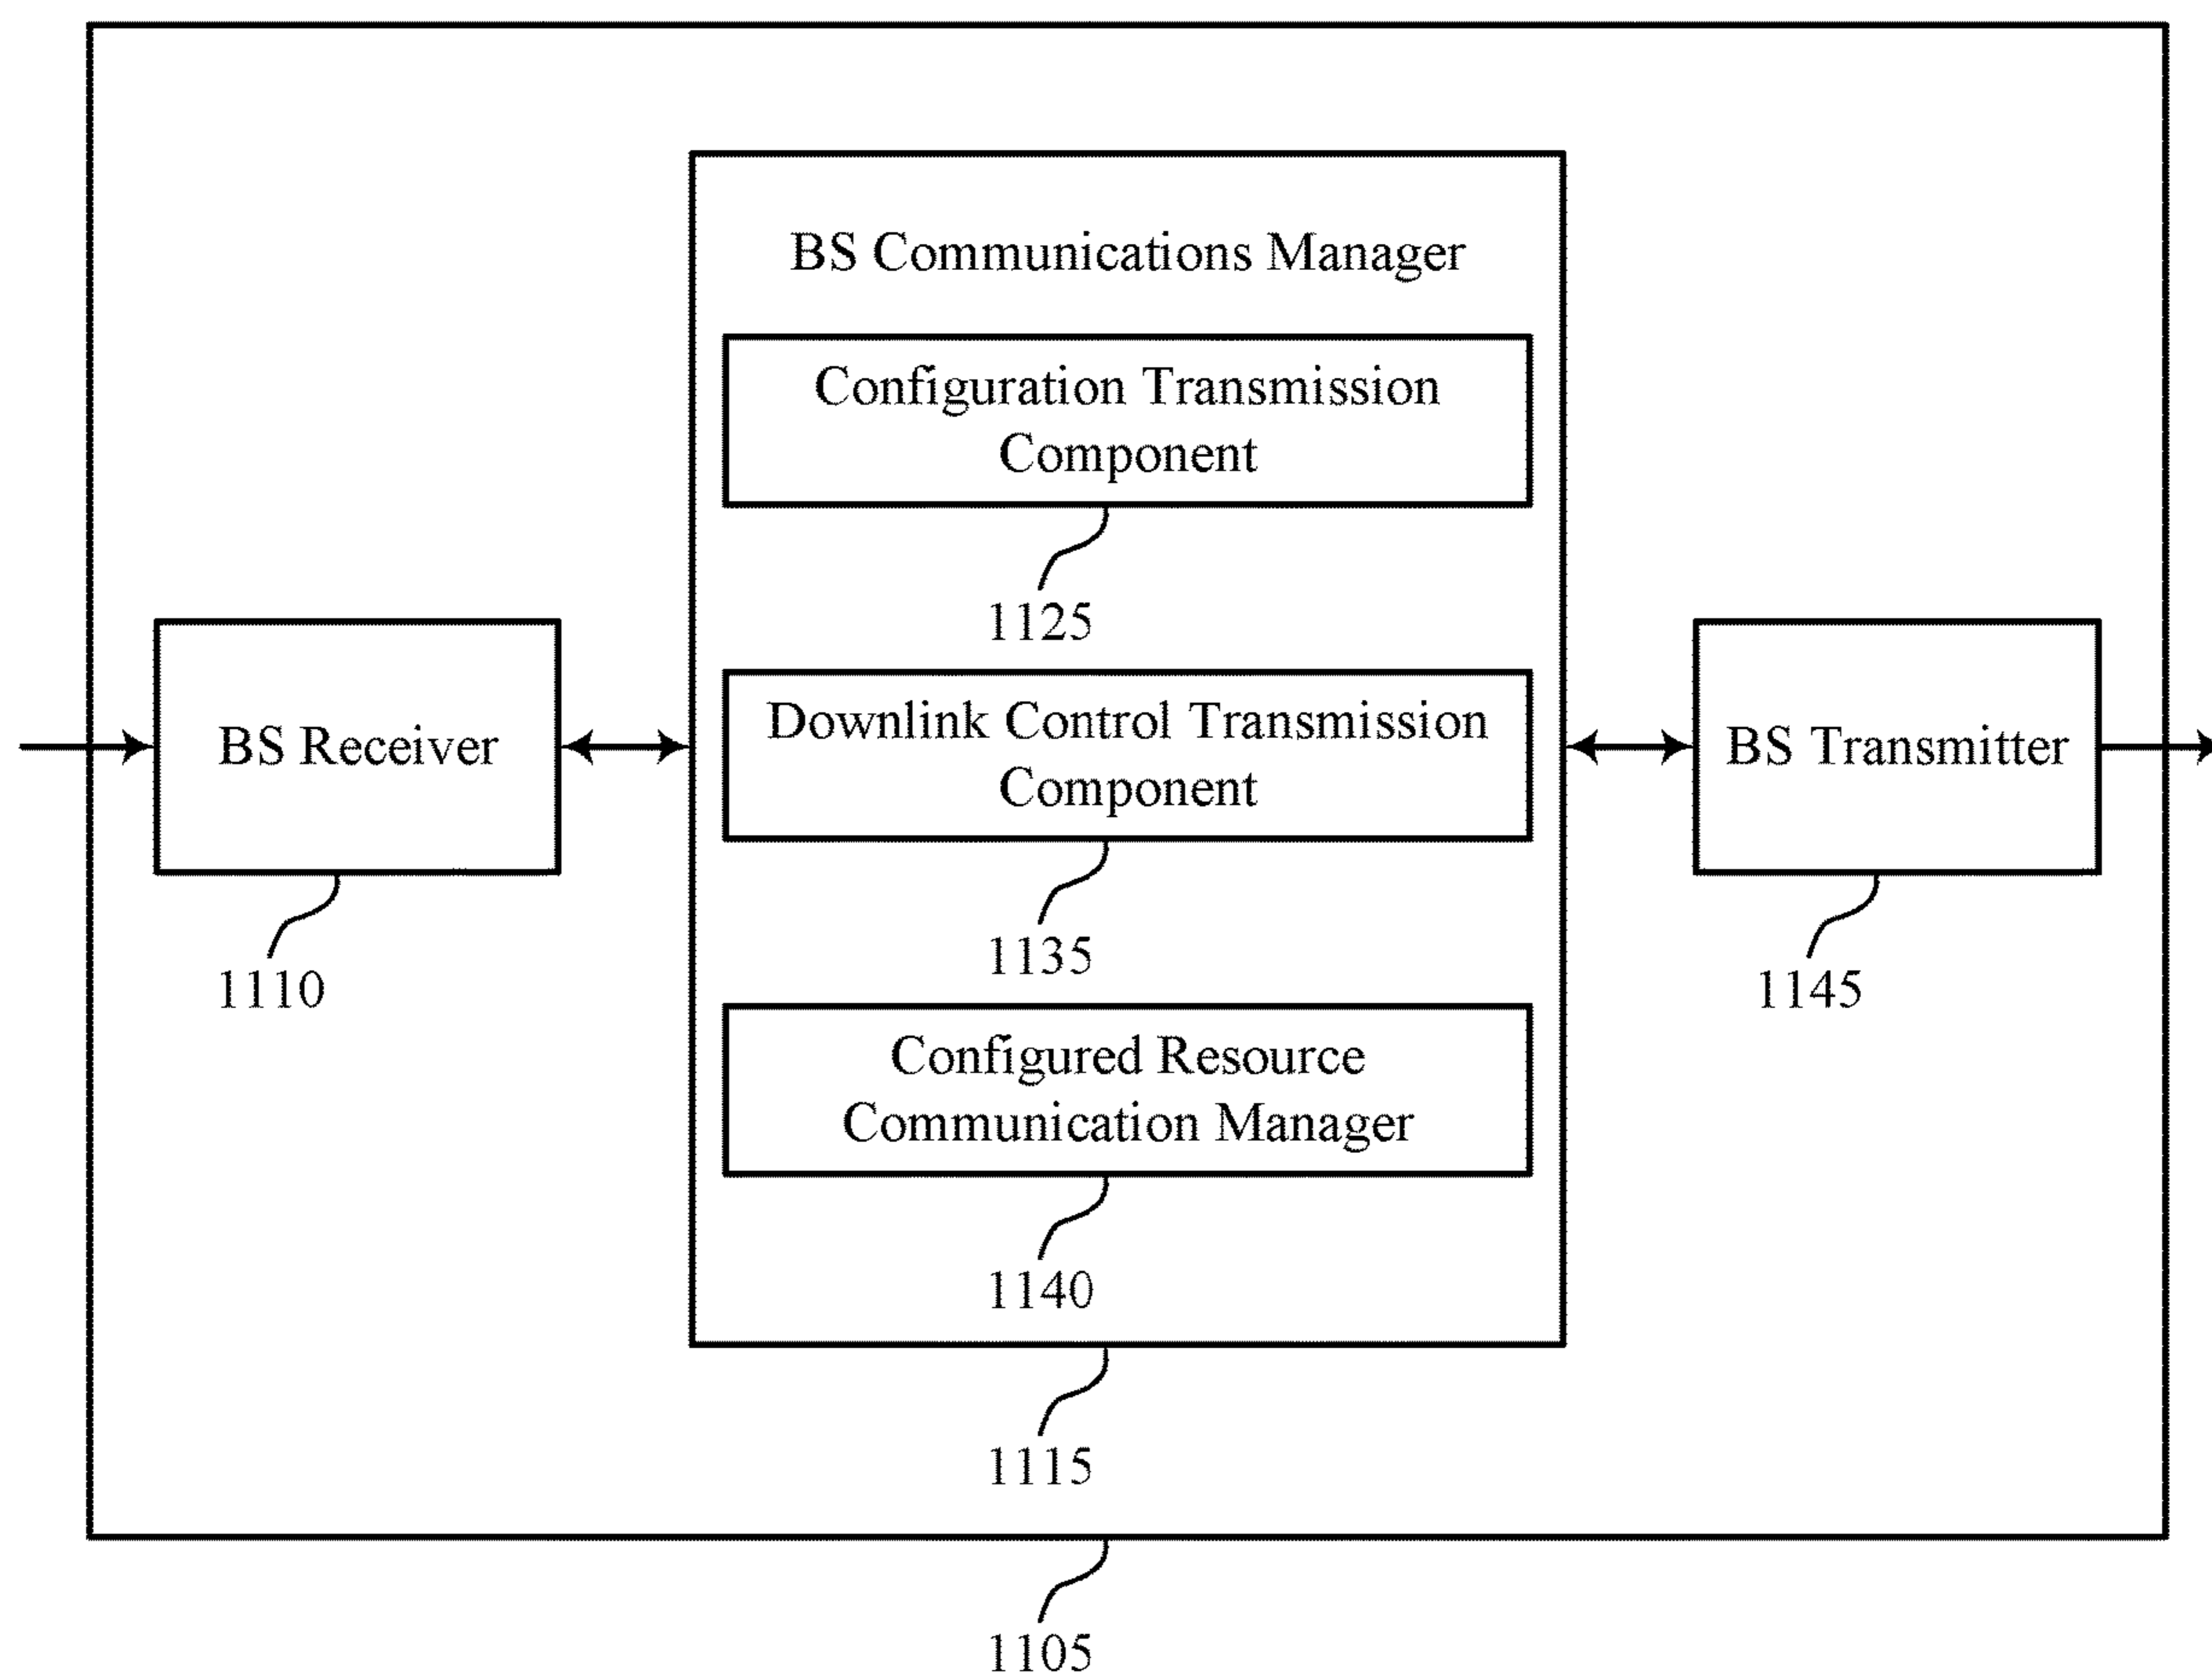 BS Communications Manager
Configuration Transmission
Component
1125
BS Receiver
1110
Downlink Control Transmission
Component
1135
BS Transmitter
1145
Configured Resource
Communication Manager
1140
1115
1105